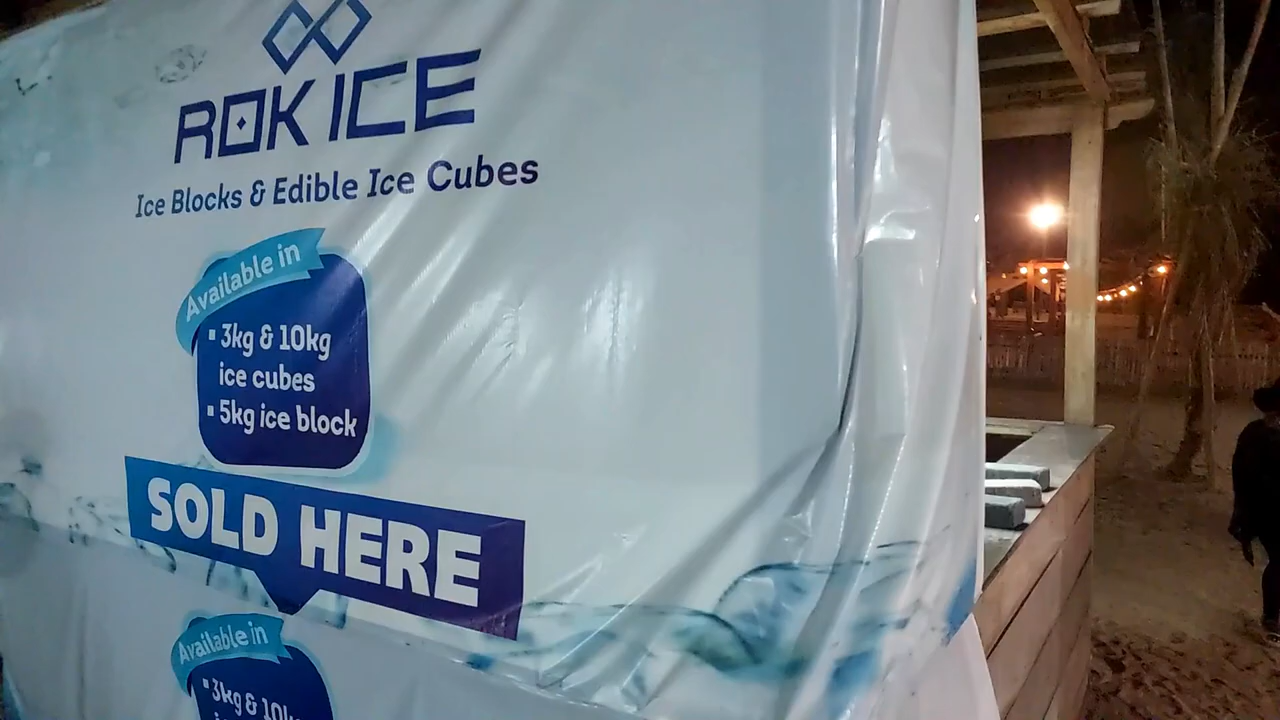 ROK ICE
Ice Blocks & Edible Ice Cubes
Available in
▪ 3kg & 10kg
ice cubes
▪ 5kg ice block
SOLD HERE
Available in
▪ 3kg &